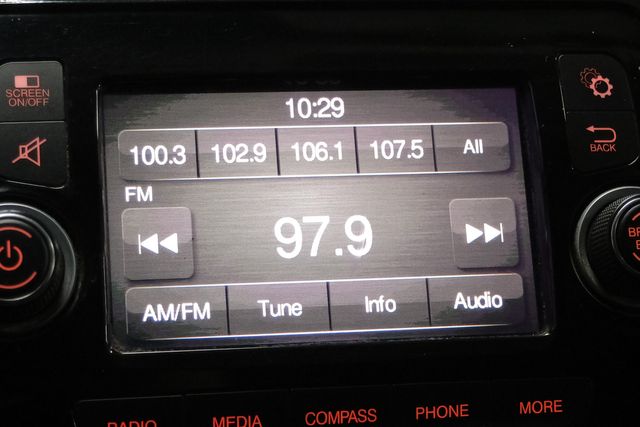 10:29
SCREEN
ON/OFF
100.3 102.9 106.1 107.5 All
BACK
FM
97.9
AM/FM Tune Info Audio
RADIO MEDIA COMPASS PHONE MORE